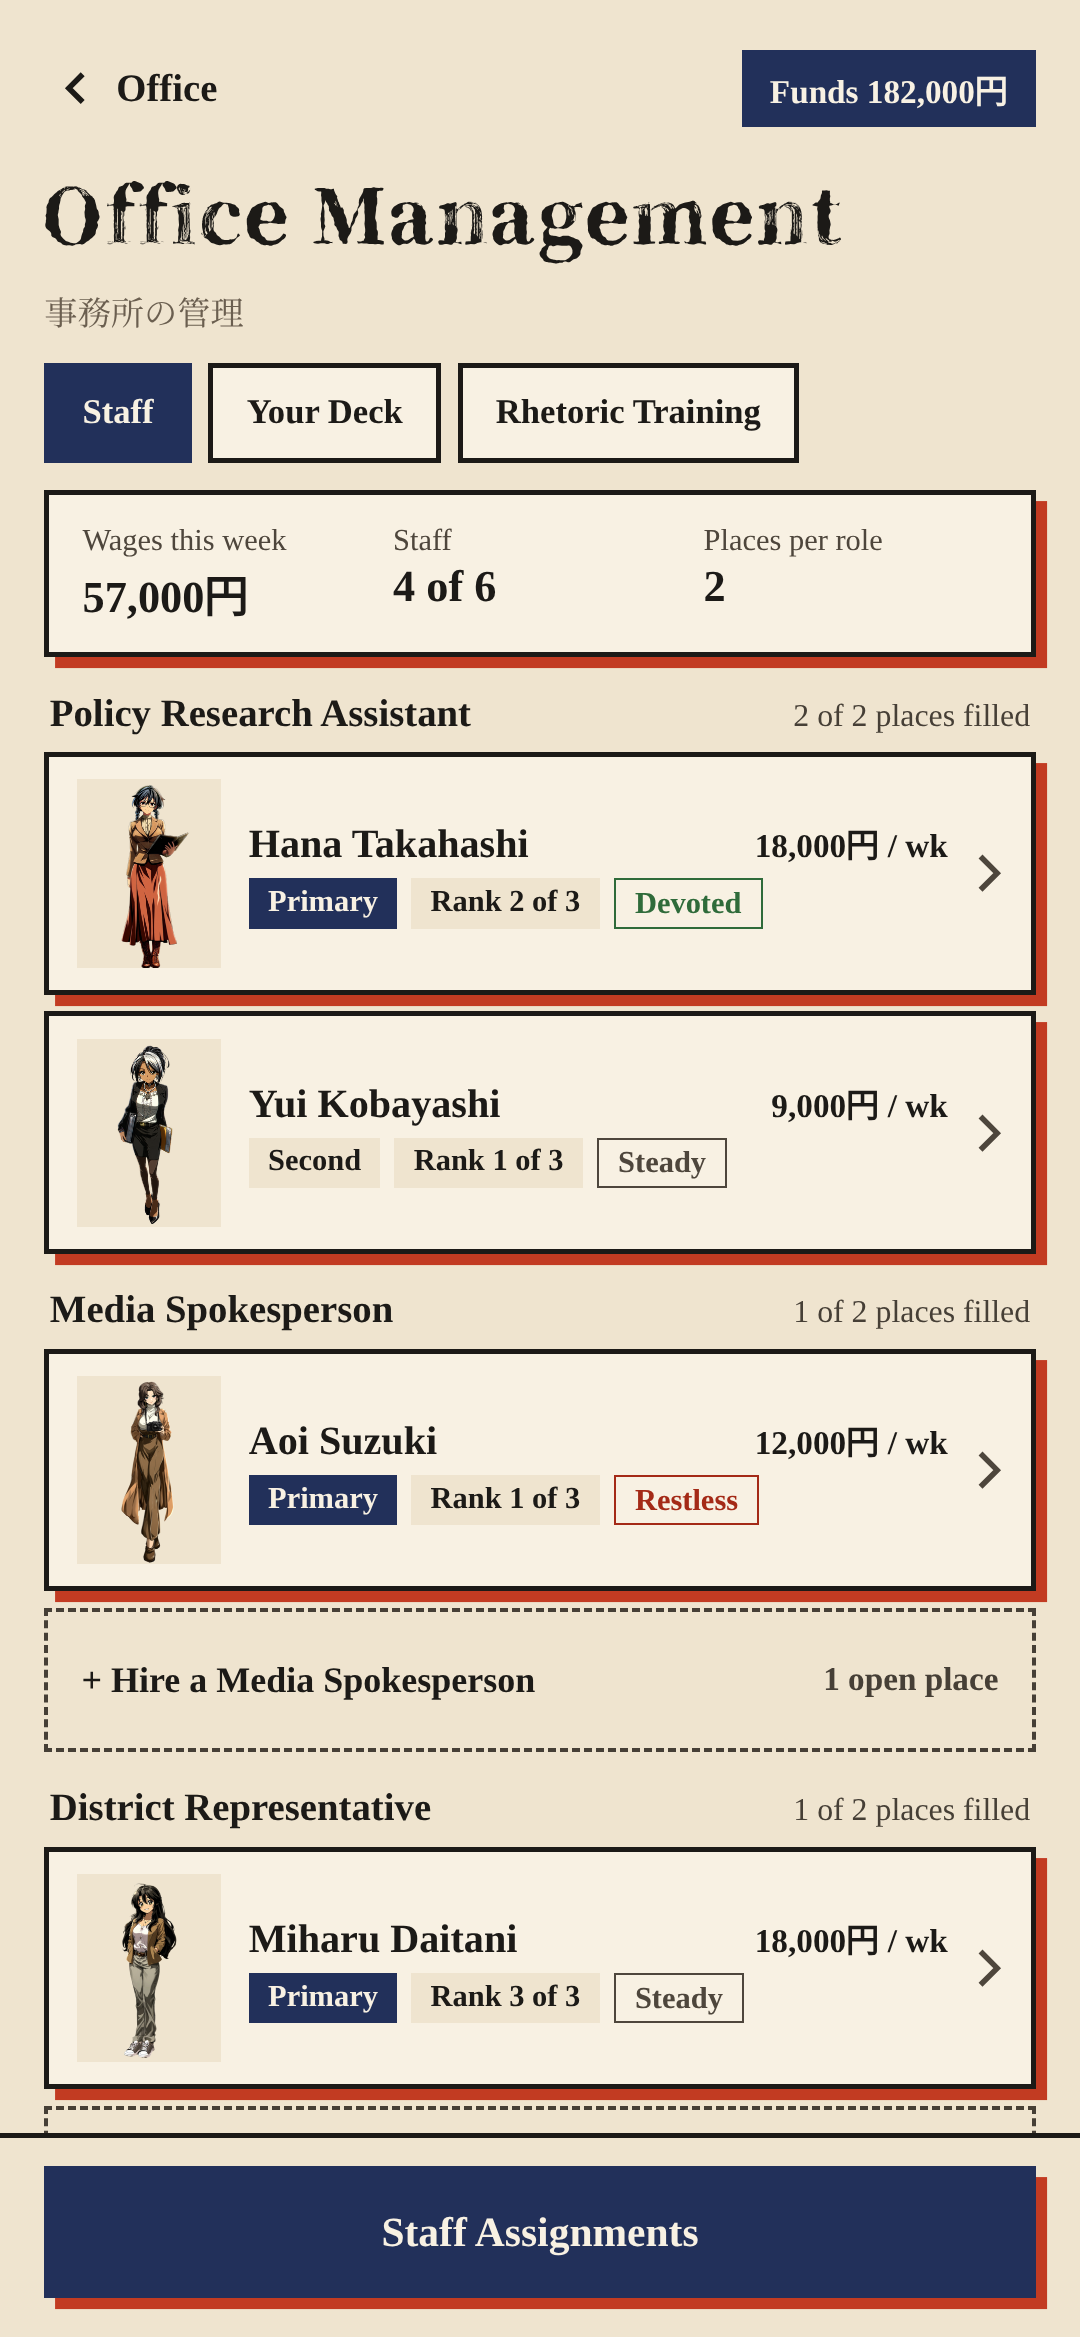 Office
Funds 182,000円
Office Management
事務所の管理
Staff
Your Deck
Rhetoric Training
Wages this week
57,000円
Staff
4 of 6
Places per role
2
Policy Research Assistant
2 of 2 places filled
Hana Takahashi
18,000円 / wk
Primary
Rank 2 of 3
Devoted
Yui Kobayashi
9,000円 / wk
Second
Rank 1 of 3
Steady
Media Spokesperson
1 of 2 places filled
Aoi Suzuki
12,000円 / wk
Primary
Rank 1 of 3
Restless
+ Hire a Media Spokesperson
1 open place
District Representative
1 of 2 places filled
Miharu Daitani
18,000円 / wk
Primary
Rank 3 of 3
Steady
Staff Assignments